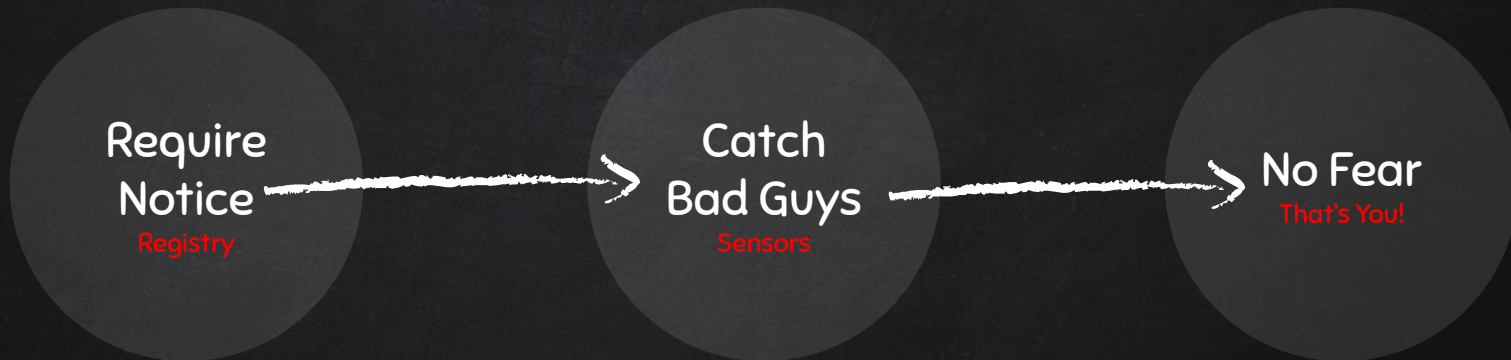 Require
Notice
Registry
Catch
Bad Guys
Sensors
No Fear
That's You!